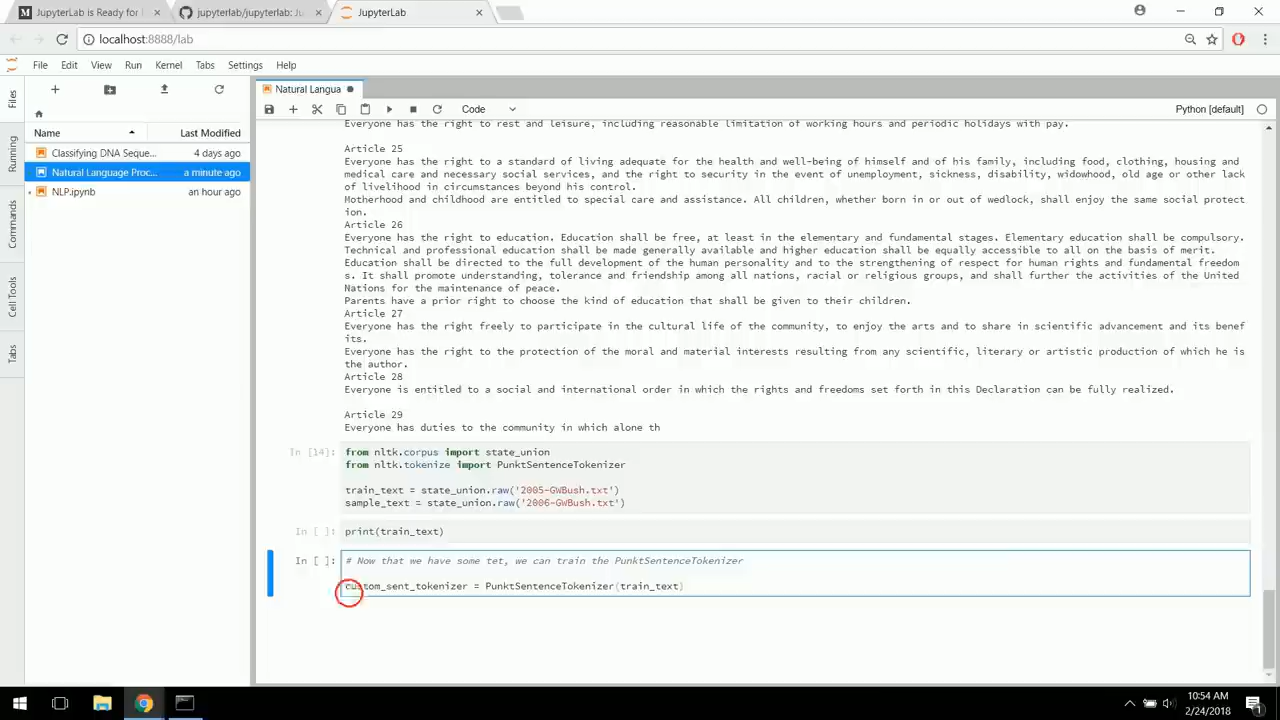 JupyterLab is Ready for
jupyterlab/jupyterlab: Ju
JupyterLab
localhost:8888/lab
File Edit View Run Kernel Tabs Settings Help
Files
Running
Commands
Cell Tools
Tabs
Name Last Modified
Classifying DNA Seque... 4 days ago
Natural Language Proc... a minute ago
NLP.ipynb an hour ago
Natural Langua
Code
Python [default]
Everyone has the right to rest and leisure, including reasonable limitation of working hours and periodic holidays with pay.
Article 25
Everyone has the right to a standard of living adequate for the health and well-being of himself and of his family, including food, clothing, housing and
medical care and necessary social services, and the right to security in the event of unemployment, sickness, disability, widowhood, old age or other lack
of livelihood in circumstances beyond his control.
Motherhood and childhood are entitled to special care and assistance. All children, whether born in or out of wedlock, shall enjoy the same social protect
ion.
Article 26
Everyone has the right to education. Education shall be free, at least in the elementary and fundamental stages. Elementary education shall be compulsory.
Technical and professional education shall be made generally available and higher education shall be equally accessible to all on the basis of merit.
Education shall be directed to the full development of the human personality and to the strengthening of respect for human rights and fundamental freedom
s. It shall promote understanding, tolerance and friendship among all nations, racial or religious groups, and shall further the activities of the United
Nations for the maintenance of peace.
Parents have a prior right to choose the kind of education that shall be given to their children.
Article 27
Everyone has the right freely to participate in the cultural life of the community, to enjoy the arts and to share in scientific advancement and its benef
its.
Everyone has the right to the protection of the moral and material interests resulting from any scientific, literary or artistic production of which he is
the author.
Article 28
Everyone is entitled to a social and international order in which the rights and freedoms set forth in this Declaration can be fully realized.
Article 29
Everyone has duties to the community in which alone th
In [14]:
from nltk.corpus import state_union
from nltk.tokenize import PunktSentenceTokenizer
train_text = state_union.raw('2005-GWBush.txt')
sample_text = state_union.raw('2006-GWBush.txt')
In [ ]:
print(train_text)
In [ ]:
# Now that we have some tet, we can train the PunktSentenceTokenizer
custom_sent_tokenizer = PunktSentenceTokenizer(train_text)
10:54 AM
2/24/2018
1